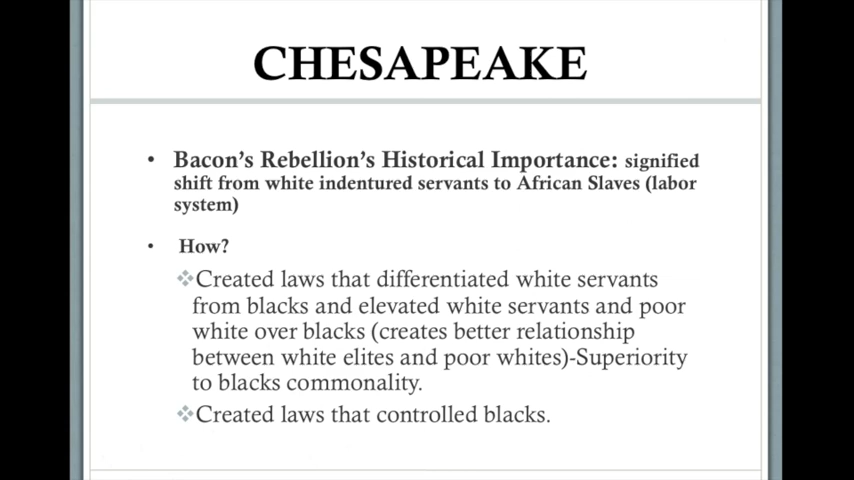 CHESAPEAKE
• Bacon's Rebellion's Historical Importance: signified
shift from white indentured servants to African Slaves (labor
system)
• How?
❖Created laws that differentiated white servants
from blacks and elevated white servants and poor
white over blacks (creates better relationship
between white elites and poor whites)-Superiority
to blacks commonality.
❖Created laws that controlled blacks.